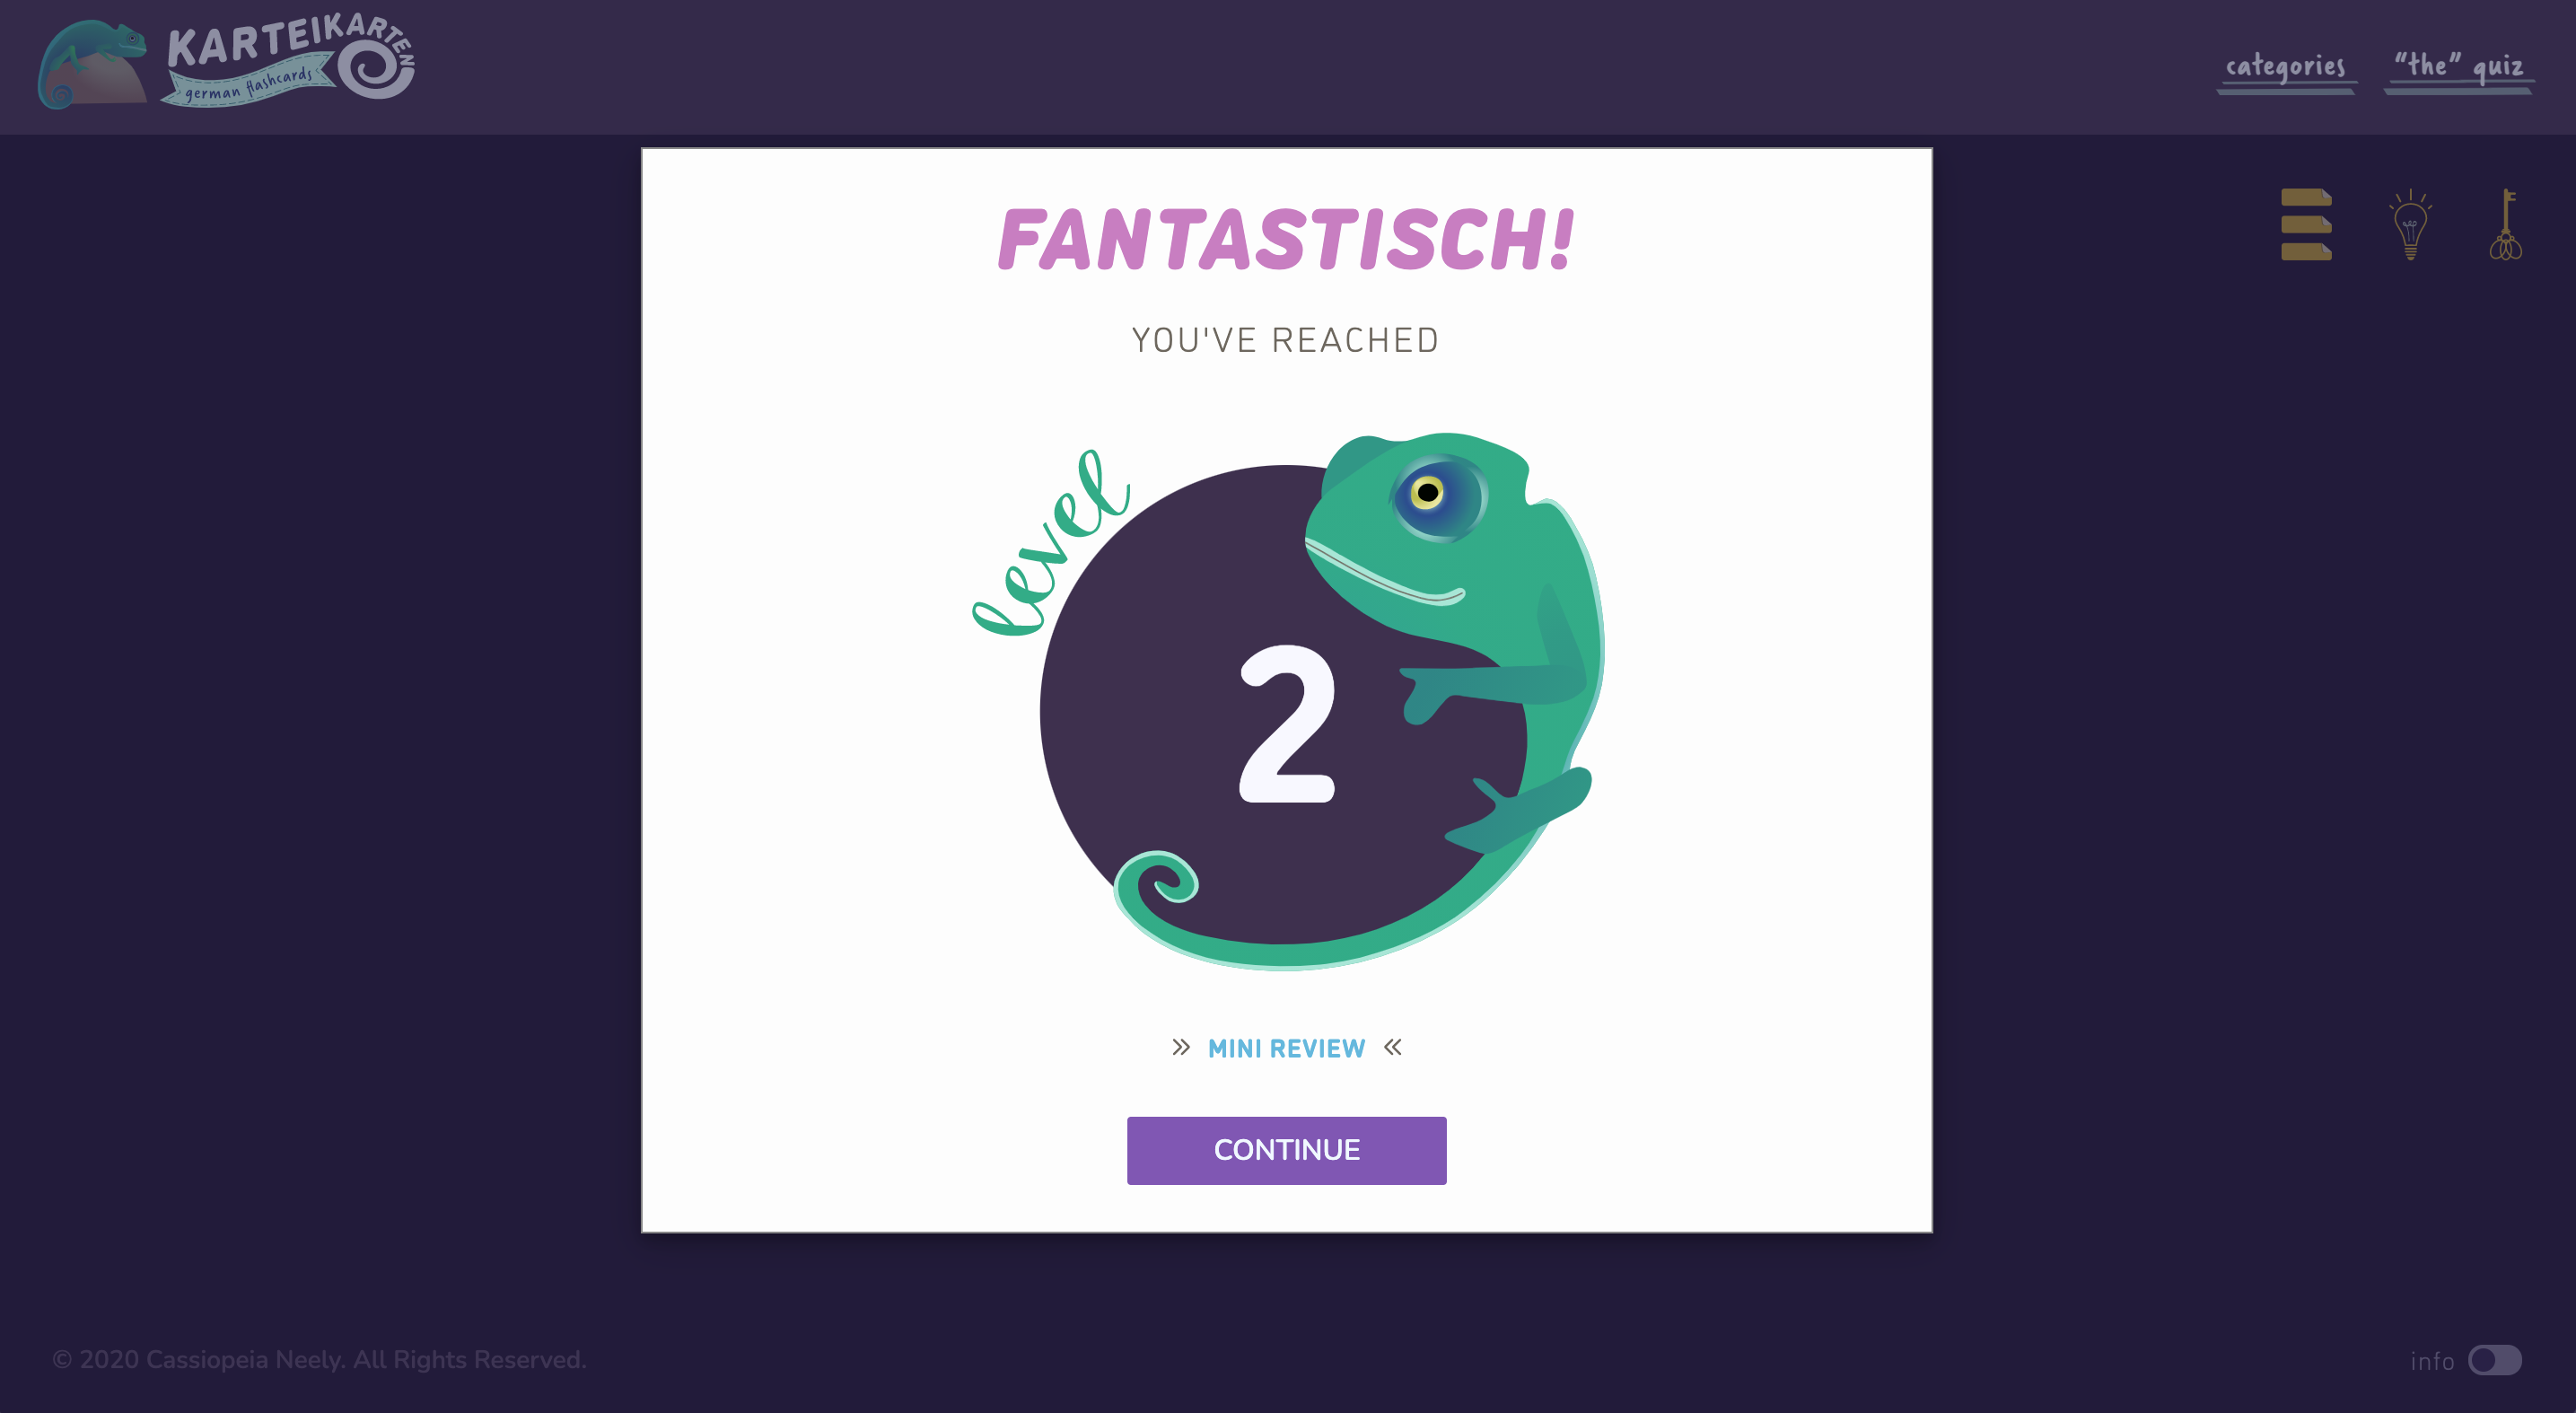 KARTEIKARTEN
german flashcards
categories
“the” quiz
FANTASTISCH!
YOU'VE REACHED
level
2
» MINI REVIEW «
CONTINUE
© 2020 Cassiopeia Neely. All Rights Reserved.
info